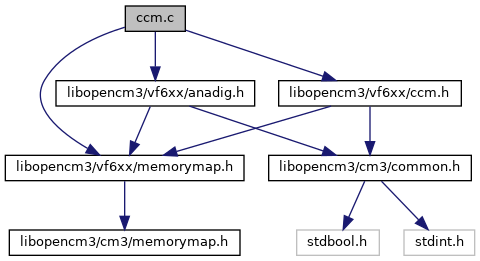 ccm.c
libopencm3/vf6xx/anadig.h
libopencm3/vf6xx/ccm.h
libopencm3/vf6xx/memorymap.h
libopencm3/cm3/common.h
libopencm3/cm3/memorymap.h
stdbool.h
stdint.h